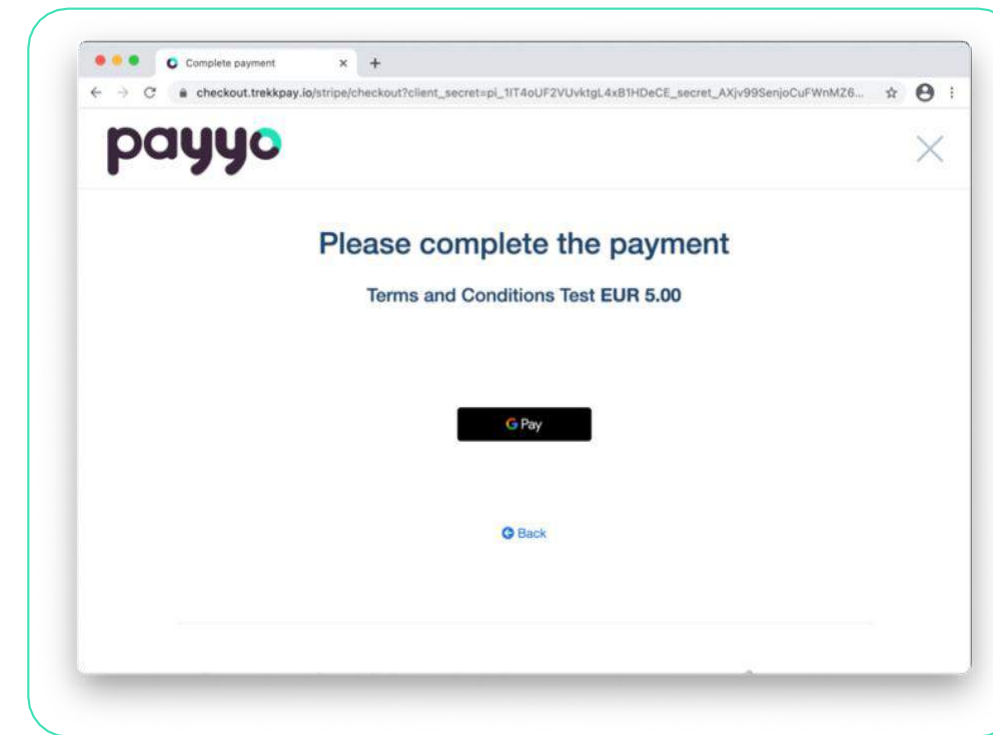 Complete payment
checkout.trekkpay.io/stripe/checkout?client_secret=pi_1IT4oUF2VUvktgL4xB1HDeCE_secret_AXjv99SenjoCuFWnMZ6...
payyo
Please complete the payment
Terms and Conditions Test EUR 5.00
G Pay
Back